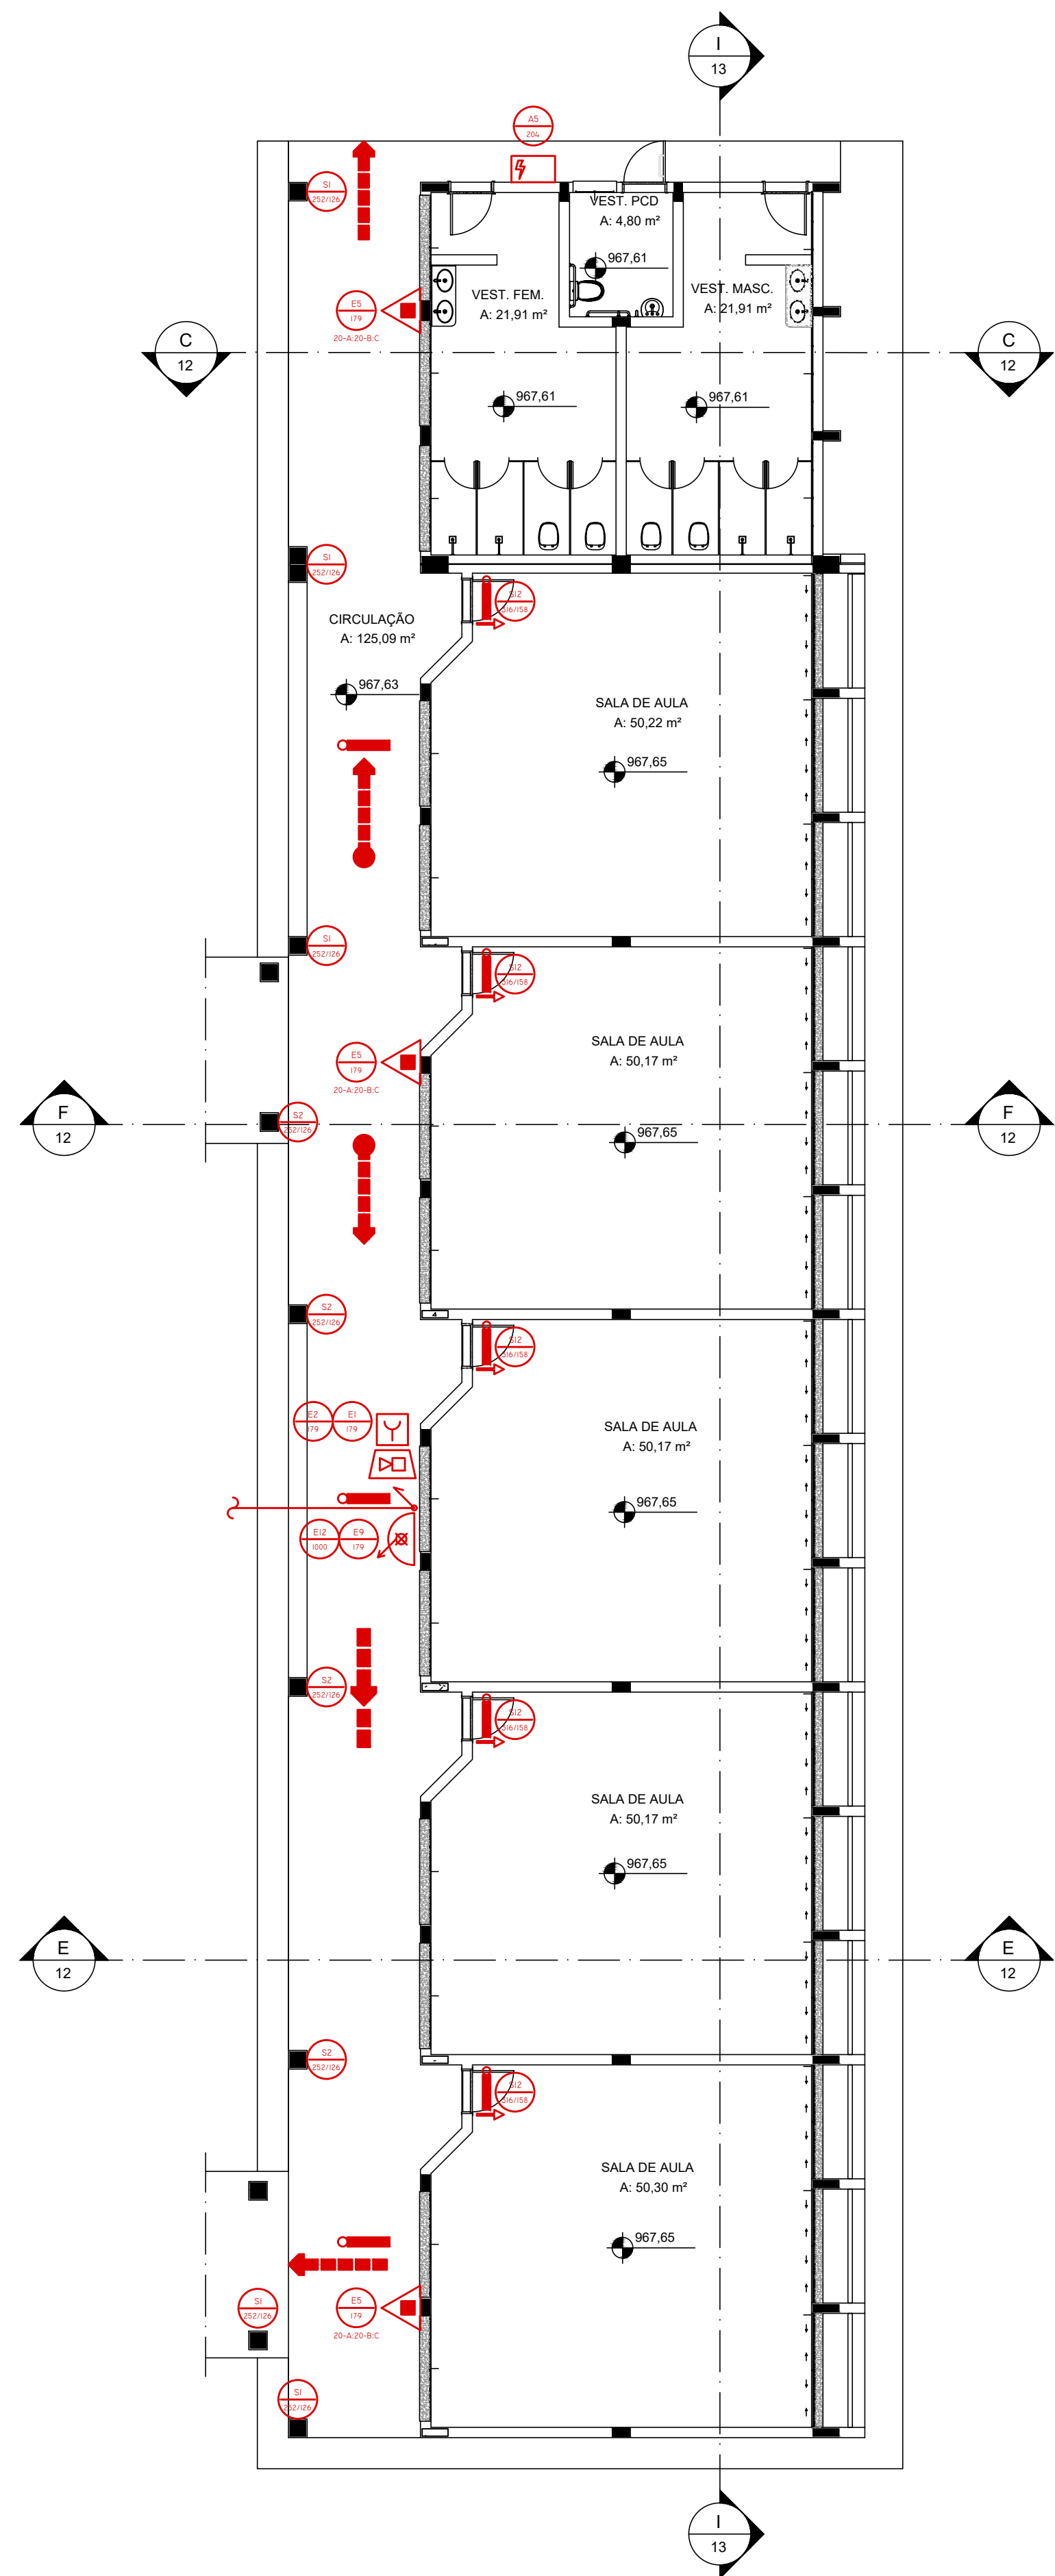 I
13
A5
204
S1
252/126
VEST. PCD
A: 4,80 m²
967,61
VEST. FEM.
A: 21,91 m²
VEST. MASC.
A: 21,91 m²
E5
179
20-A:20-B:C
C
12
C
12
967,61
967,61
S1
252/126
S12
316/158
CIRCULAÇÃO
A: 125,09 m²
967,63
SALA DE AULA
A: 50,22 m²
967,65
S1
252/126
S12
316/158
SALA DE AULA
A: 50,17 m²
E5
179
20-A:20-B:C
F
12
S2
252/126
F
12
967,65
S2
252/126
S12
316/158
E2
179
E1
179
SALA DE AULA
A: 50,17 m²
967,65
E12
1000
E9
179
S2
252/126
S12
316/158
SALA DE AULA
A: 50,17 m²
967,65
E
12
E
12
S2
252/126
S12
316/158
SALA DE AULA
A: 50,30 m²
967,65
S1
252/126
E5
179
20-A:20-B:C
S1
252/126
I
13